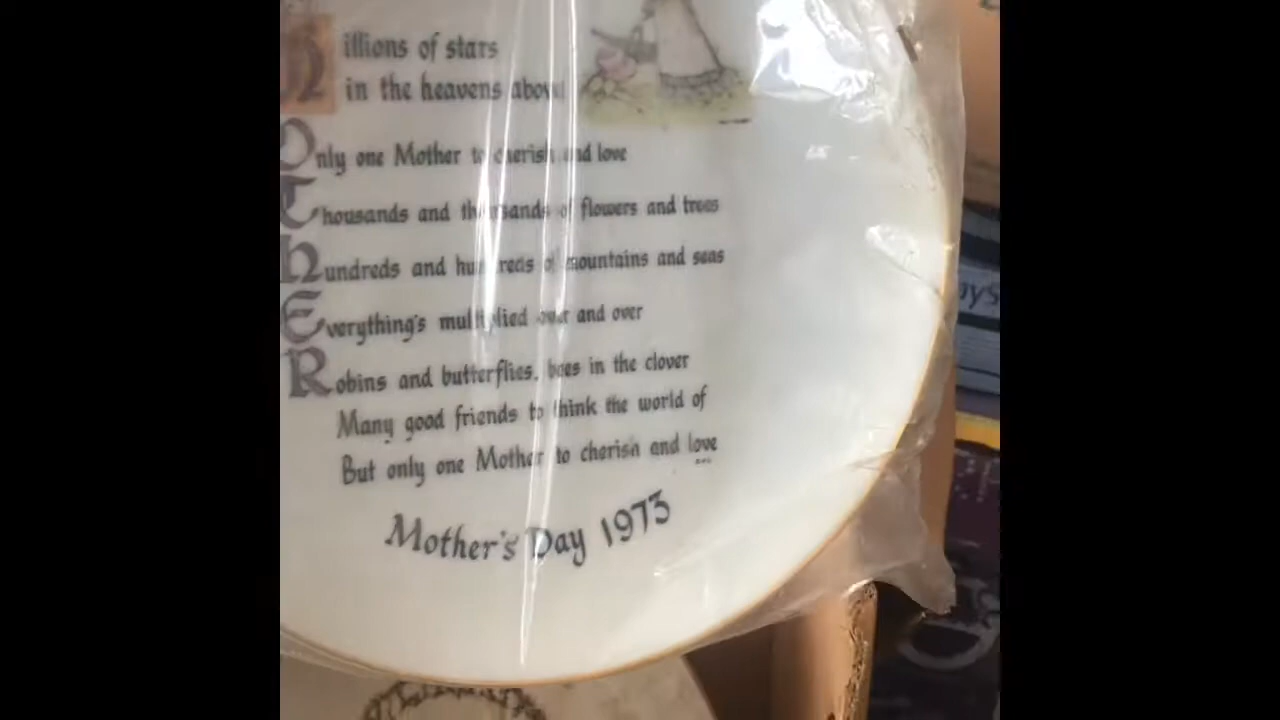 Millions of stars
in the heavens above
Only one Mother to cherish and love
Thousands and thousands of flowers and trees
Hundreds and hundreds of mountains and seas
Everything's multiplied over and over
Robins and butterflies, bees in the clover
Many good friends to think the world of
But only one Mother to cherish and love
Mother's Day 1973